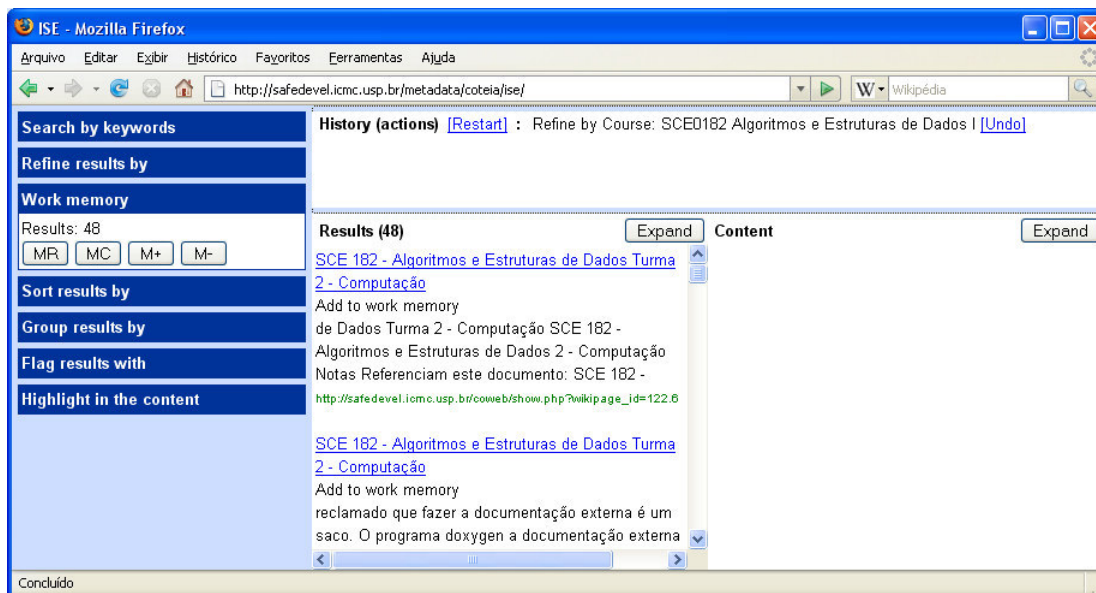 ISE - Mozilla Firefox
Arquivo Editar Exibir Histórico Favoritos Ferramentas Ajuda
http://safedevel.icmc.usp.br/metadata/coteia/ise/
W Wikipédia
Search by keywords
Refine results by
Work memory
Results: 48
MR MC M+ M-
Sort results by
Group results by
Flag results with
Highlight in the content
History (actions) [Restart] : Refine by Course: SCE0182 Algoritmos e Estruturas de Dados I [Undo]
Results (48) Expand
SCE 182 - Algoritmos e Estruturas de Dados Turma
2 - Computação
Add to work memory
de Dados Turma 2 - Computação SCE 182 -
Algoritmos e Estruturas de Dados 2 - Computação
Notas Referenciam este documento: SCE 182 -
http://safedevel.icmc.usp.br/coweb/show.php?wikipage_id=122.6
SCE 182 - Algoritmos e Estruturas de Dados Turma
2 - Computação
Add to work memory
reclamado que fazer a documentação externa é um
saco. O programa doxygen a documentação externa
Content Expand
Concluído